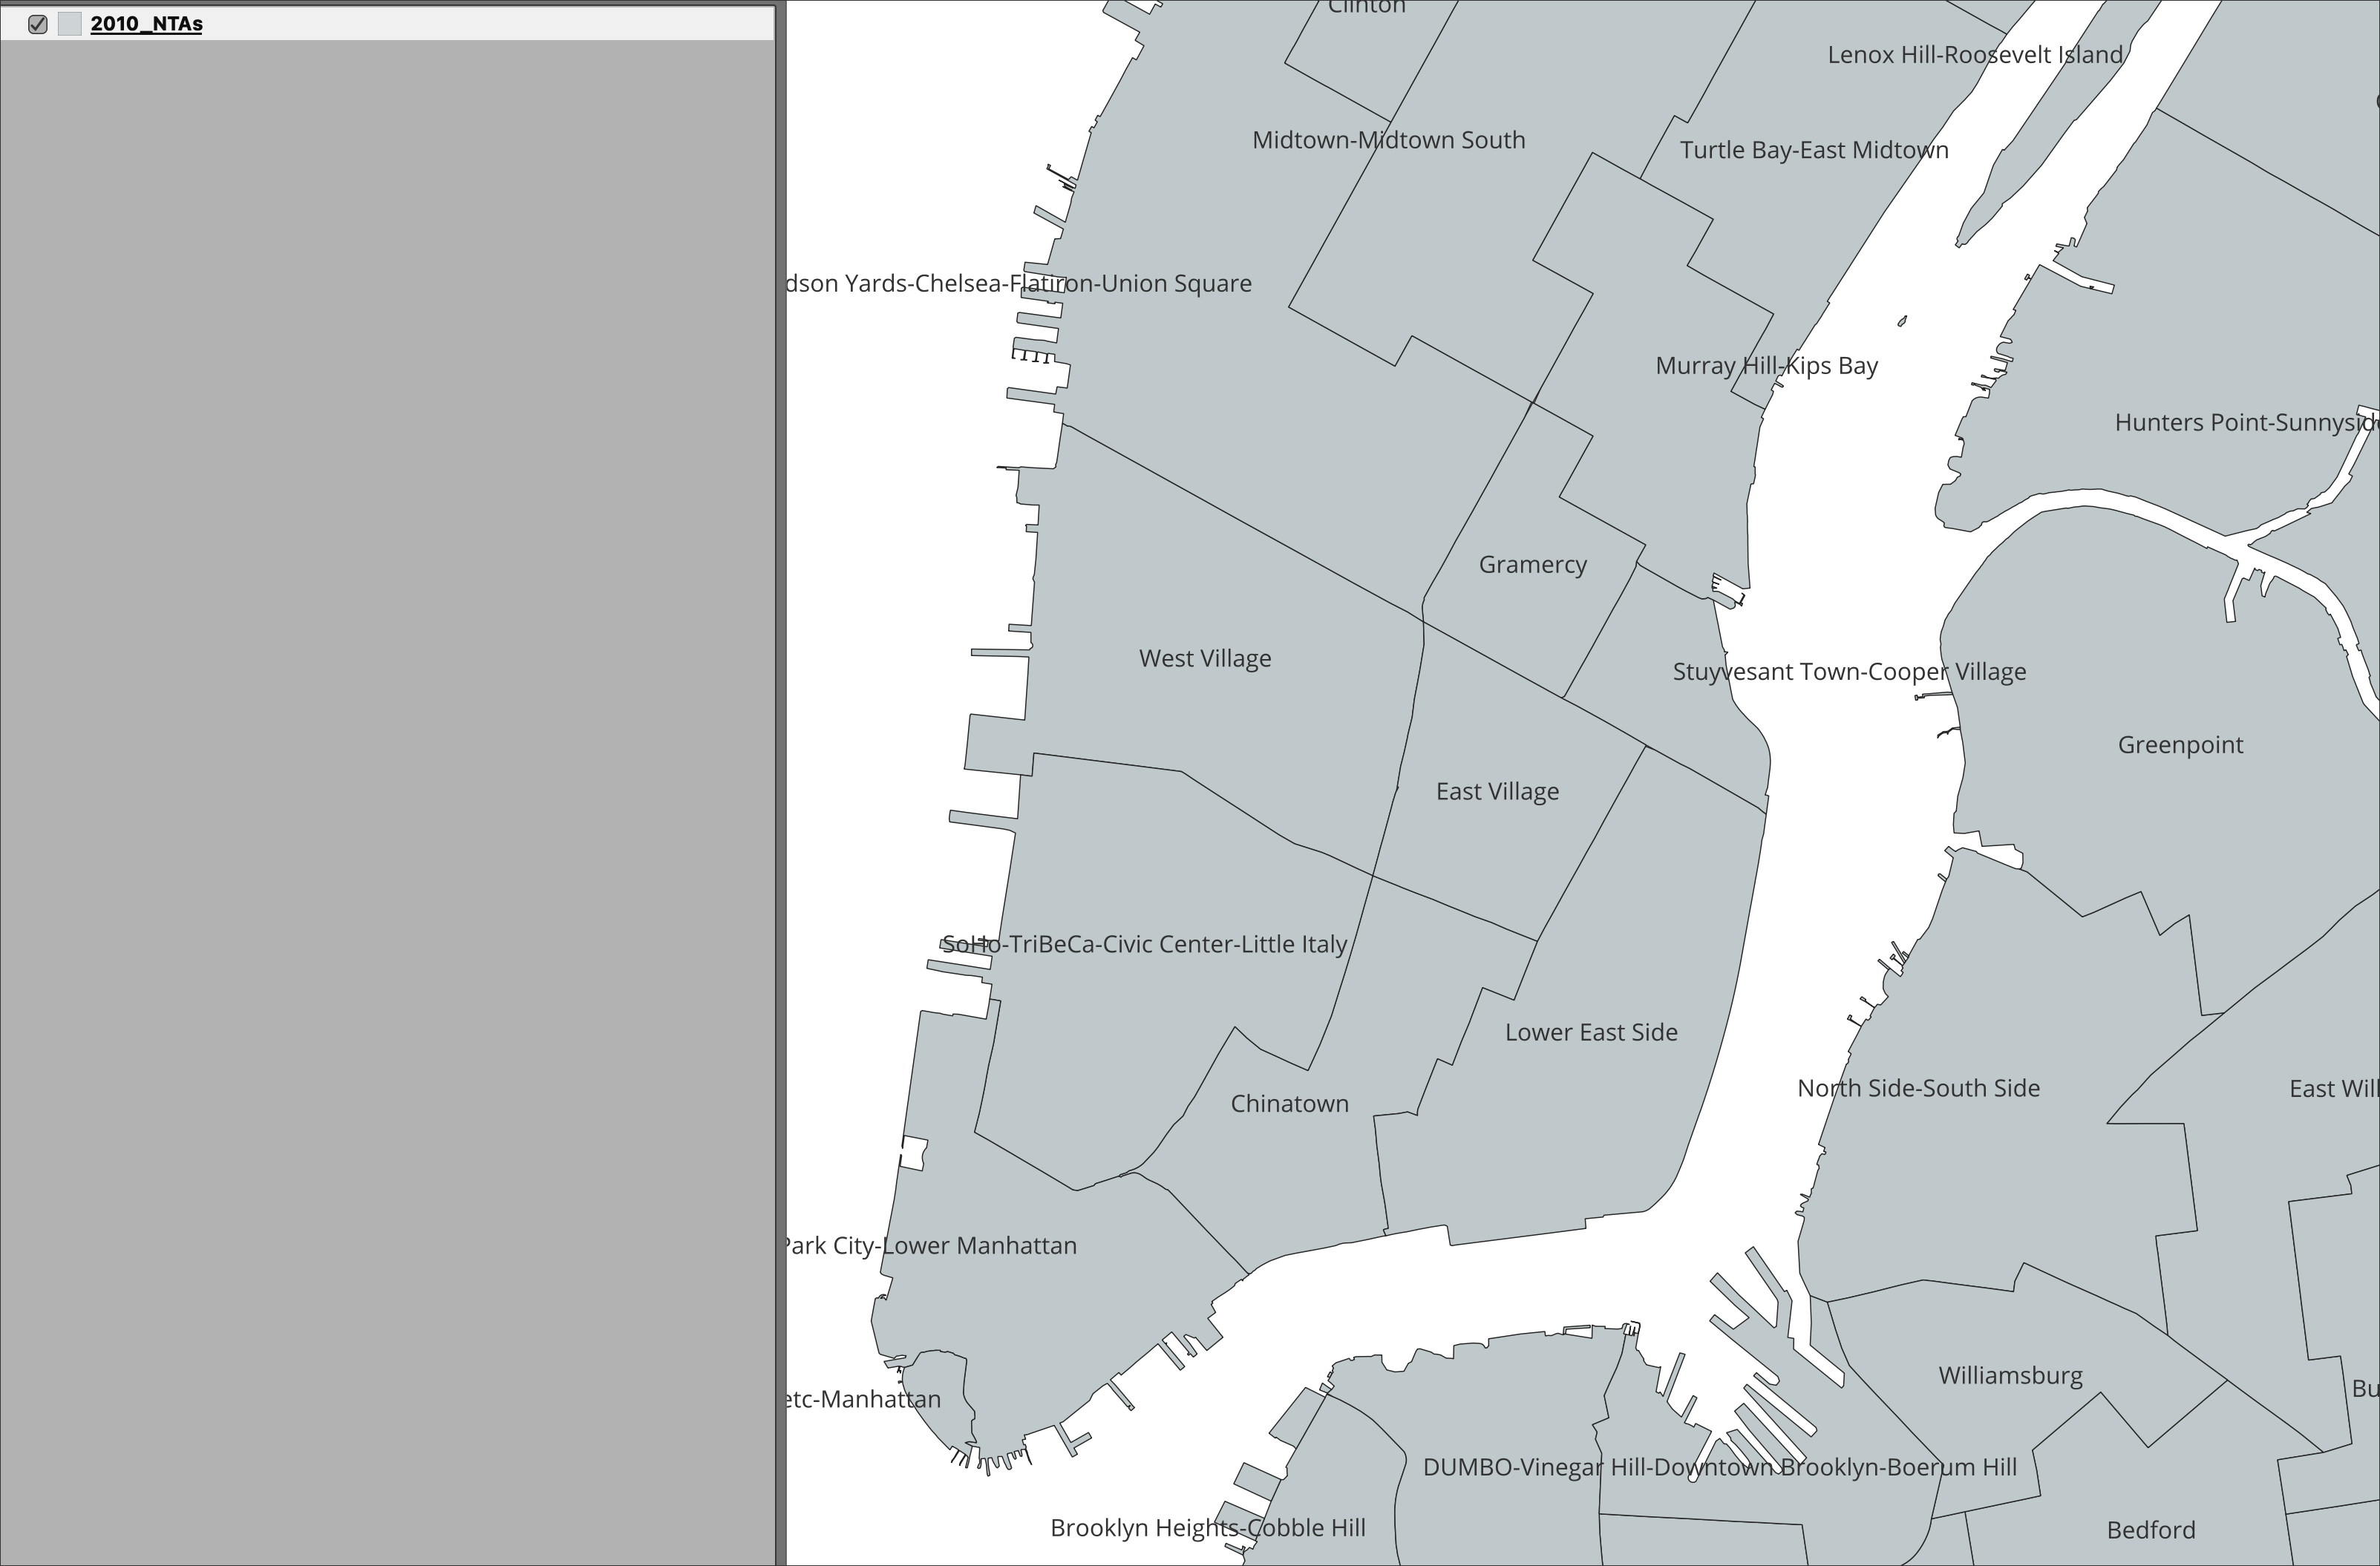 2010_NTAs
Clinton
Lenox Hill-Roosevelt Island
Midtown-Midtown South
Turtle Bay-East Midtown
dson Yards-Chelsea-Flatiron-Union Square
Murray Hill-Kips Bay
Hunters Point-Sunnysid
Gramercy
West Village
Stuyvesant Town-Cooper Village
Greenpoint
East Village
SoHo-TriBeCa-Civic Center-Little Italy
Lower East Side
North Side-South Side
East Will
Chinatown
Park City-Lower Manhattan
Williamsburg
Bu
etc-Manhattan
DUMBO-Vinegar Hill-Downtown Brooklyn-Boerum Hill
Brooklyn Heights-Cobble Hill
Bedford